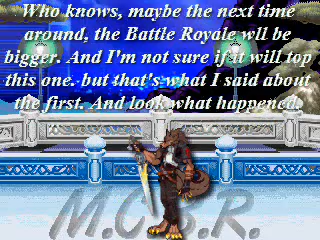 Who knows, maybe the next time
around, the Battle Royale wll be
bigger. And I'm not sure if it will top
this one. but that's what I said about
the first. And look what happened.
M.C.B.R.